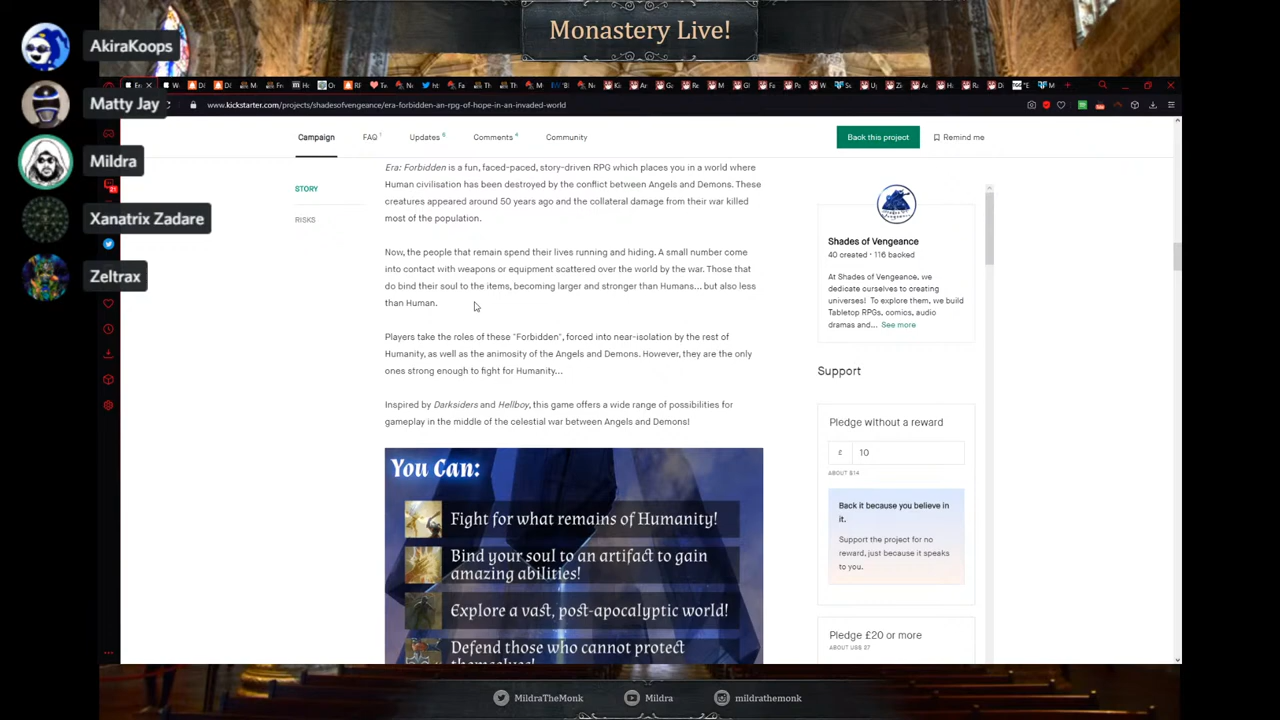 Monastery Live!
AkiraKoops
Matty Jay
Mildra
Xanatrix Zadare
Zeltrax
www.kickstarter.com/projects/shadesofvengeance/era-forbidden-an-rpg-of-hope-in-an-invaded-world
Campaign
FAQ 1
Updates 5
Comments 4
Community
Back this project
Remind me
STORY
RISKS
Era: Forbidden is a fun, faced-paced, story-driven RPG which places you in a world where
Human civilisation has been destroyed by the conflict between Angels and Demons. These
creatures appeared around 50 years ago and the collateral damage from their war killed
most of the population.
Now, the people that remain spend their lives running and hiding. A small number come
into contact with weapons or equipment scattered over the world by the war. Those that
do bind their soul to the items, becoming larger and stronger than Humans... but also less
than Human.
Players take the roles of these "Forbidden", forced into near-isolation by the rest of
Humanity, as well as the animosity of the Angels and Demons. However, they are the only
ones strong enough to fight for Humanity...
Inspired by Darksiders and Hellboy, this game offers a wide range of possibilities for
gameplay in the middle of the celestial war between Angels and Demons!
You Can:
Fight for what remains of Humanity!
Bind your soul to an artifact to gain
amazing abilities!
Explore a vast, post-apocalyptic world!
Defend those who cannot protect
themselves!
Shades of Vengeance
40 created · 116 backed
At Shades of Vengeance, we
dedicate ourselves to creating
universes! To explore them, we build
Tabletop RPGs, comics, audio
dramas and... See more
Support
Pledge without a reward
£ 10
ABOUT $14
Back it because you believe in
it.
Support the project for no
reward, just because it speaks
to you.
Pledge £20 or more
ABOUT US$ 27
MildraTheMonk
Mildra
mildrathemonk